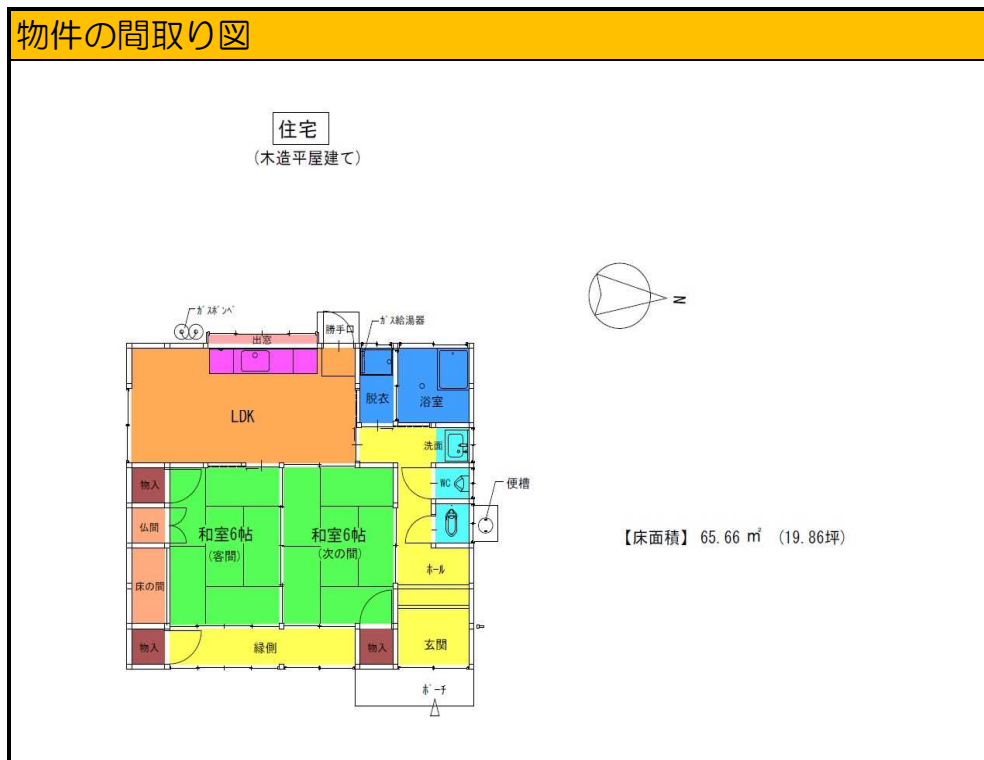 物件の間取り図
住宅
(木造平屋建て)
N
ガスボンベ
出窓
勝手口
ガス給湯器
LDK
脱衣
浴室
洗面
物入
WC
便槽
仏間
和室6帖
(客間)
和室6帖
(次の間)
【床面積】 65.66 ㎡ (19.86坪)
ホール
床の間
物入
縁側
物入
玄関
ポーチ